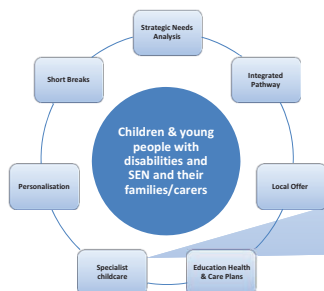 Strategic Needs
Analysis
Short Breaks
Integrated
Pathway
Children & young
people with
disabilities and
SEN and their
families/carers
Personalisation
Local Offer
Specialist
childcare
Education Health
& Care Plans